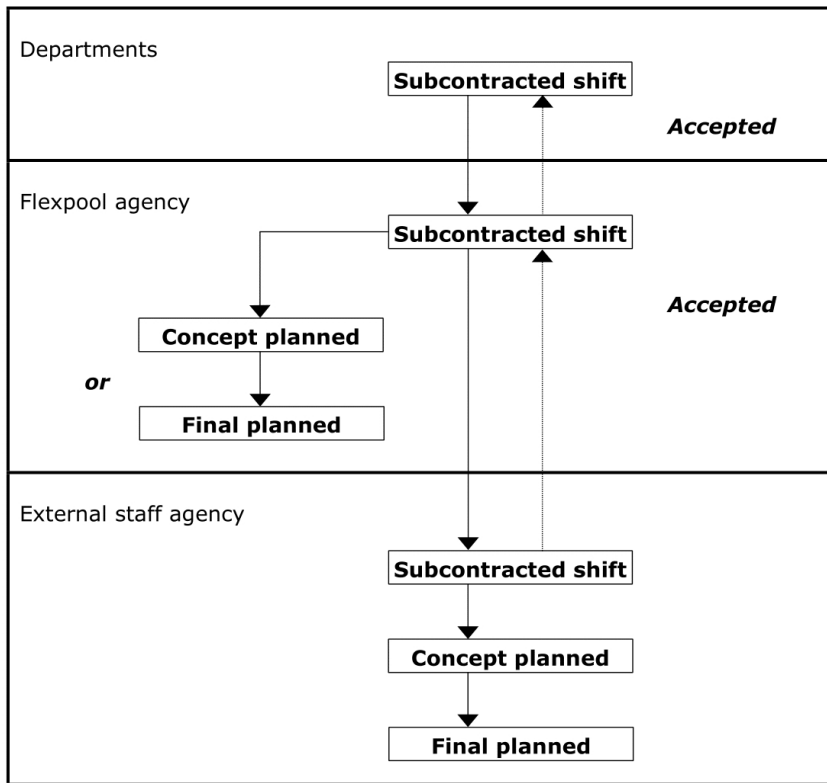 Departments
Subcontracted shift
Accepted
Flexpool agency
Subcontracted shift
Accepted
Concept planned
or
Final planned
External staff agency
Subcontracted shift
Concept planned
Final planned